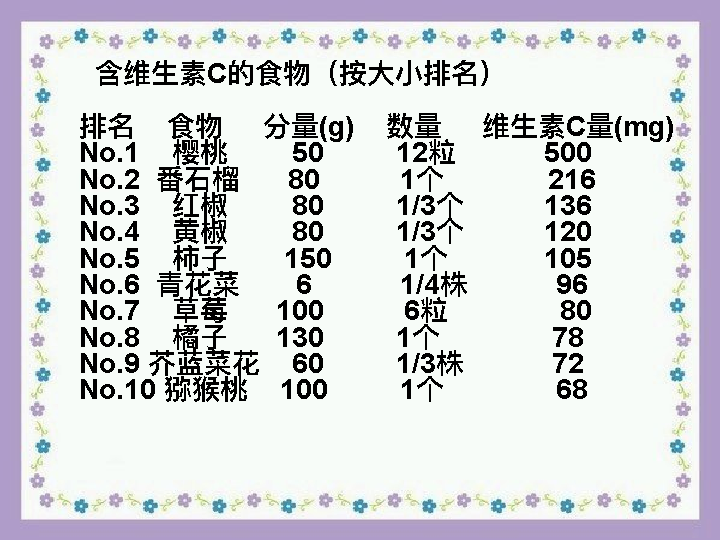 含维生素C的食物（按大小排名）
排名 食物 分量(g) 数量 维生素C量(mg)
No.1 樱桃 50 12粒 500
No.2 番石榴 80 1个 216
No.3 红椒 80 1/3个 136
No.4 黄椒 80 1/3个 120
No.5 柿子 150 1个 105
No.6 青花菜 6 1/4株 96
No.7 草莓 100 6粒 80
No.8 橘子 130 1个 78
No.9 芥蓝菜花 60 1/3株 72
No.10 猕猴桃 100 1个 68